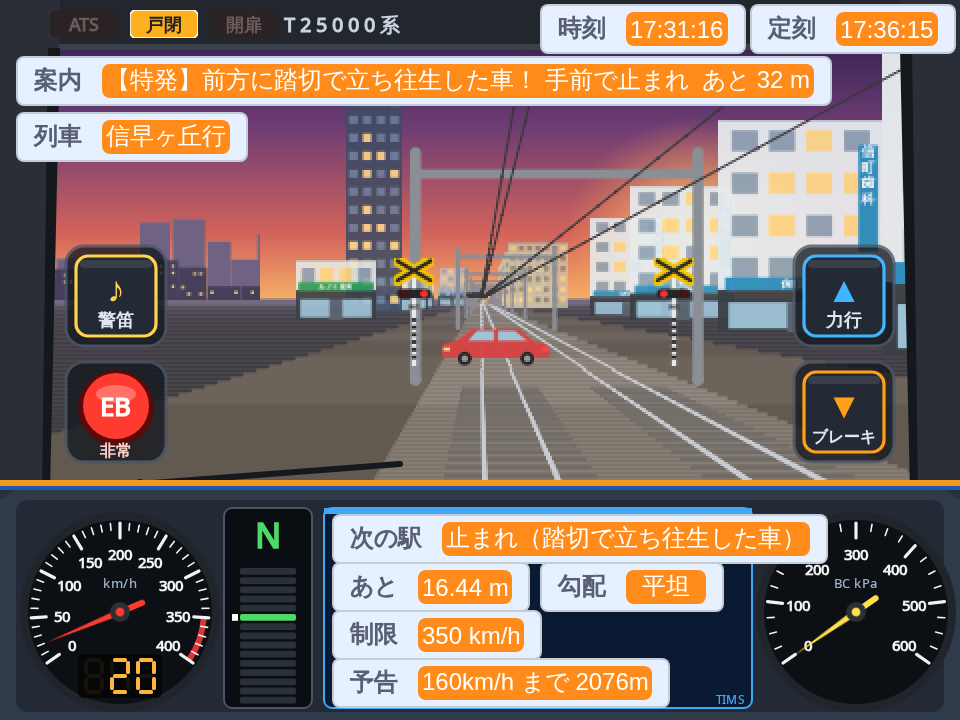 ATS 戸閉 開扉 T25000系
時刻 17:31:16 定刻 17:36:15
案内 【特発】前方に踏切で立ち往生した車！ 手前で止まれ あと 32 m
列車 信早ヶ丘行
信町歯科
♪ 警笛
▲ 力行
EB 非常
▼ ブレーキ
0 50 100 150 200 250 300 350 400 km/h
20
N
次の駅 止まれ（踏切で立ち往生した車）
あと 16.44 m 勾配 平坦
制限 350 km/h
予告 160km/h まで 2076m
TIMS
0 100 200 300 400 500 600 BC kPa